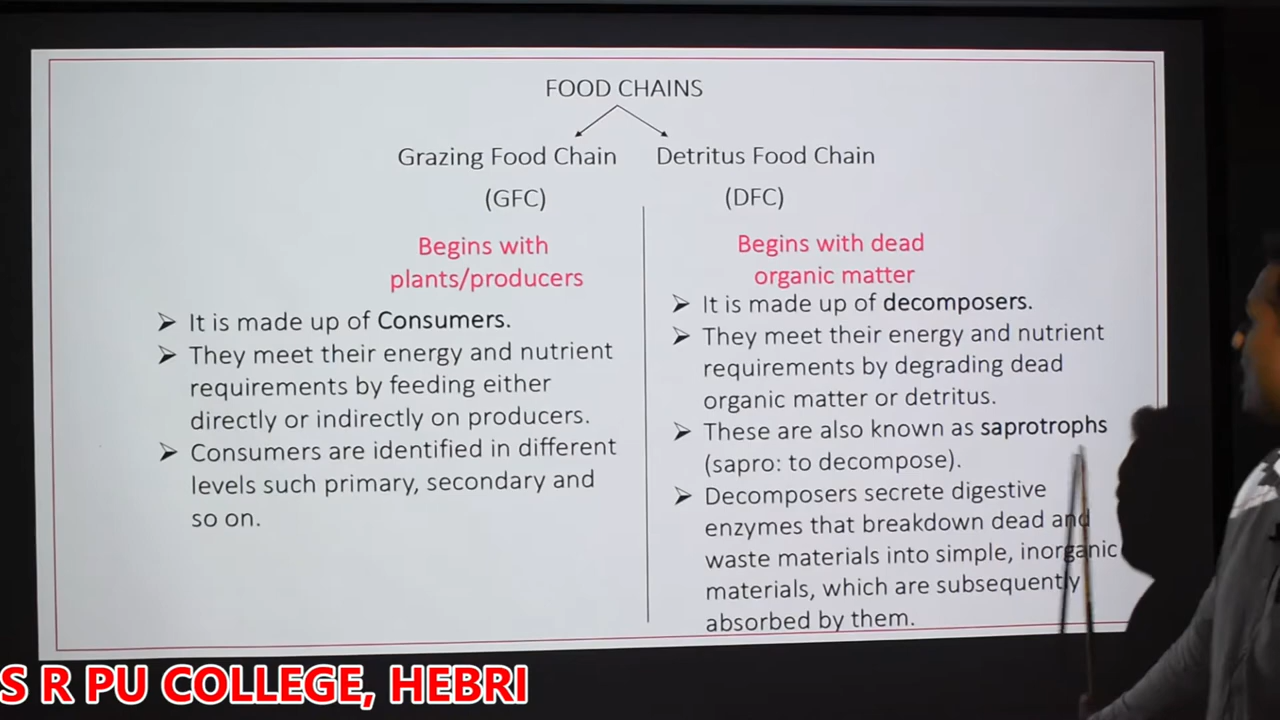 FOOD CHAINS
Grazing Food Chain
(GFC)
Begins with
plants/producers
➢ It is made up of Consumers.
➢ They meet their energy and nutrient
requirements by feeding either
directly or indirectly on producers.
➢ Consumers are identified in different
levels such primary, secondary and
so on.
Detritus Food Chain
(DFC)
Begins with dead
organic matter
➢ It is made up of decomposers.
➢ They meet their energy and nutrient
requirements by degrading dead
organic matter or detritus.
➢ These are also known as saprotrophs
(sapro: to decompose).
➢ Decomposers secrete digestive
enzymes that breakdown dead and
waste materials into simple, inorganic
materials, which are subsequently
absorbed by them.
S R PU COLLEGE, HEBRI